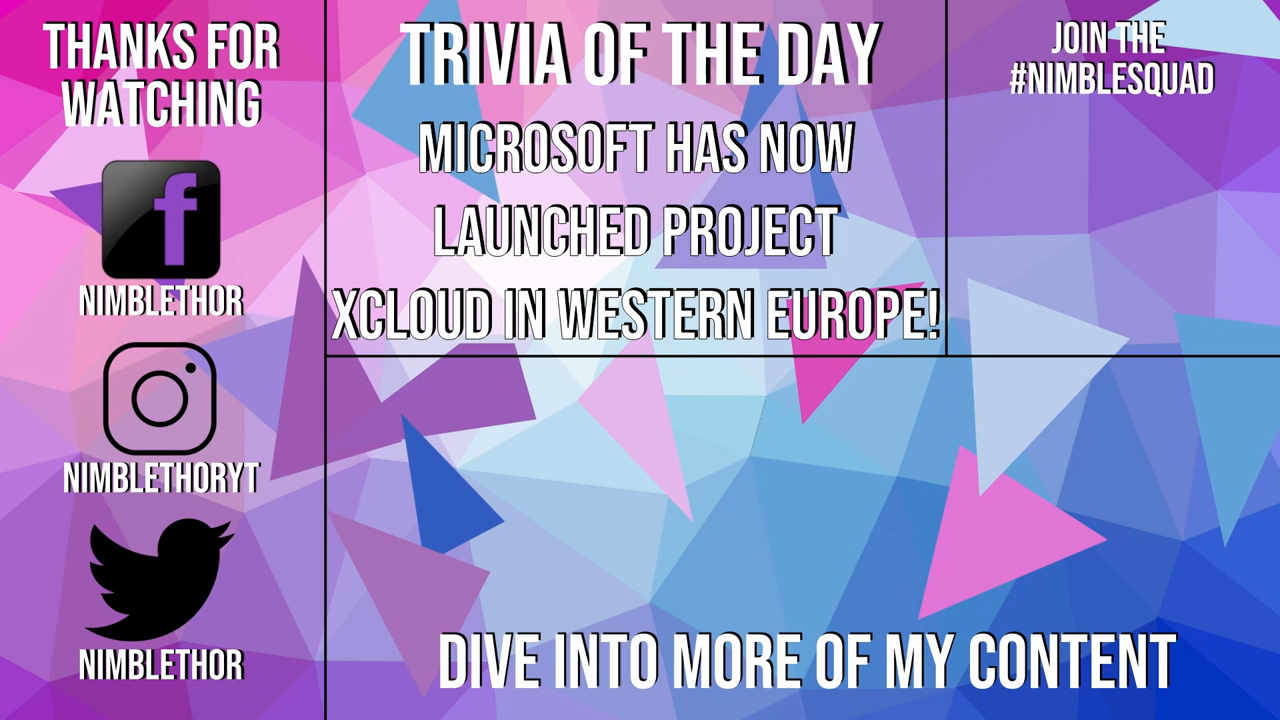 THANKS FOR
WATCHING
NIMBLETHOR
NIMBLETHORYT
NIMBLETHOR
TRIVIA OF THE DAY
MICROSOFT HAS NOW
LAUNCHED PROJECT
XCLOUD IN WESTERN EUROPE!
JOIN THE
#NIMBLESQUAD
DIVE INTO MORE OF MY CONTENT